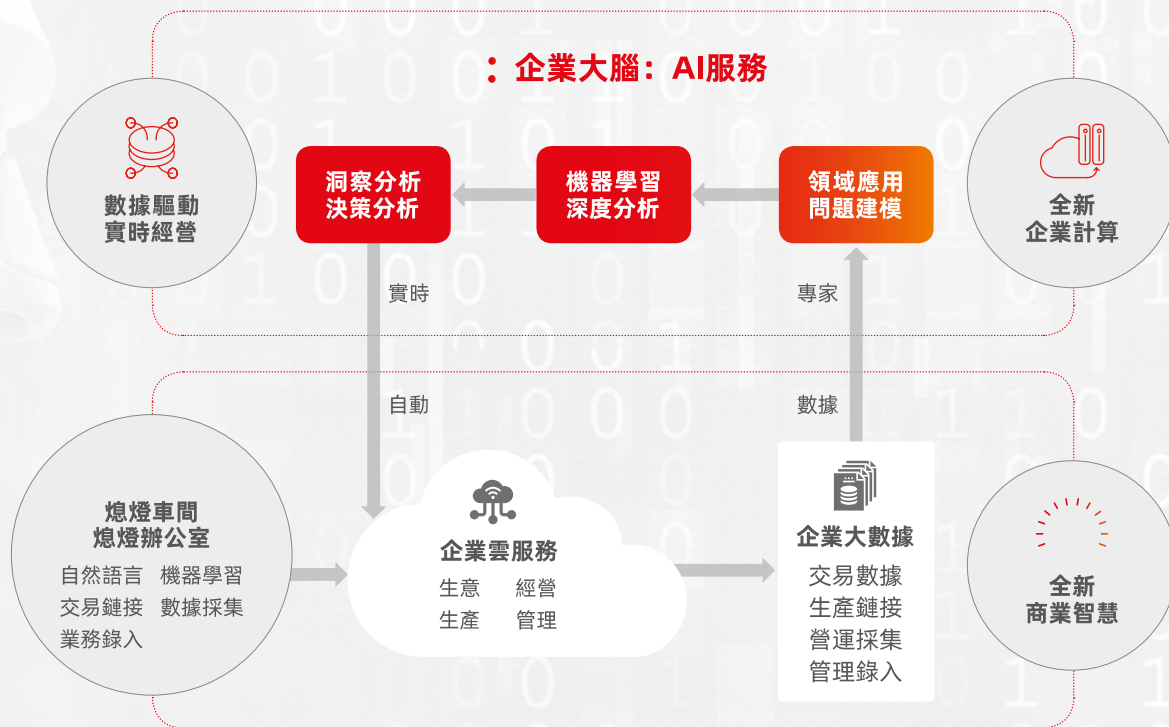 ：企業大腦：AI服務
數據驅動
實時經營
洞察分析
決策分析
機器學習
深度分析
領域應用
問題建模
全新
企業計算
實時
專家
自動
數據
熄燈車間
熄燈辦公室
自然語言 機器學習
交易鏈接 數據採集
業務錄入
企業雲服務
生意 經營
生產 管理
企業大數據
交易數據
生產鏈接
營運採集
管理錄入
全新
商業智慧